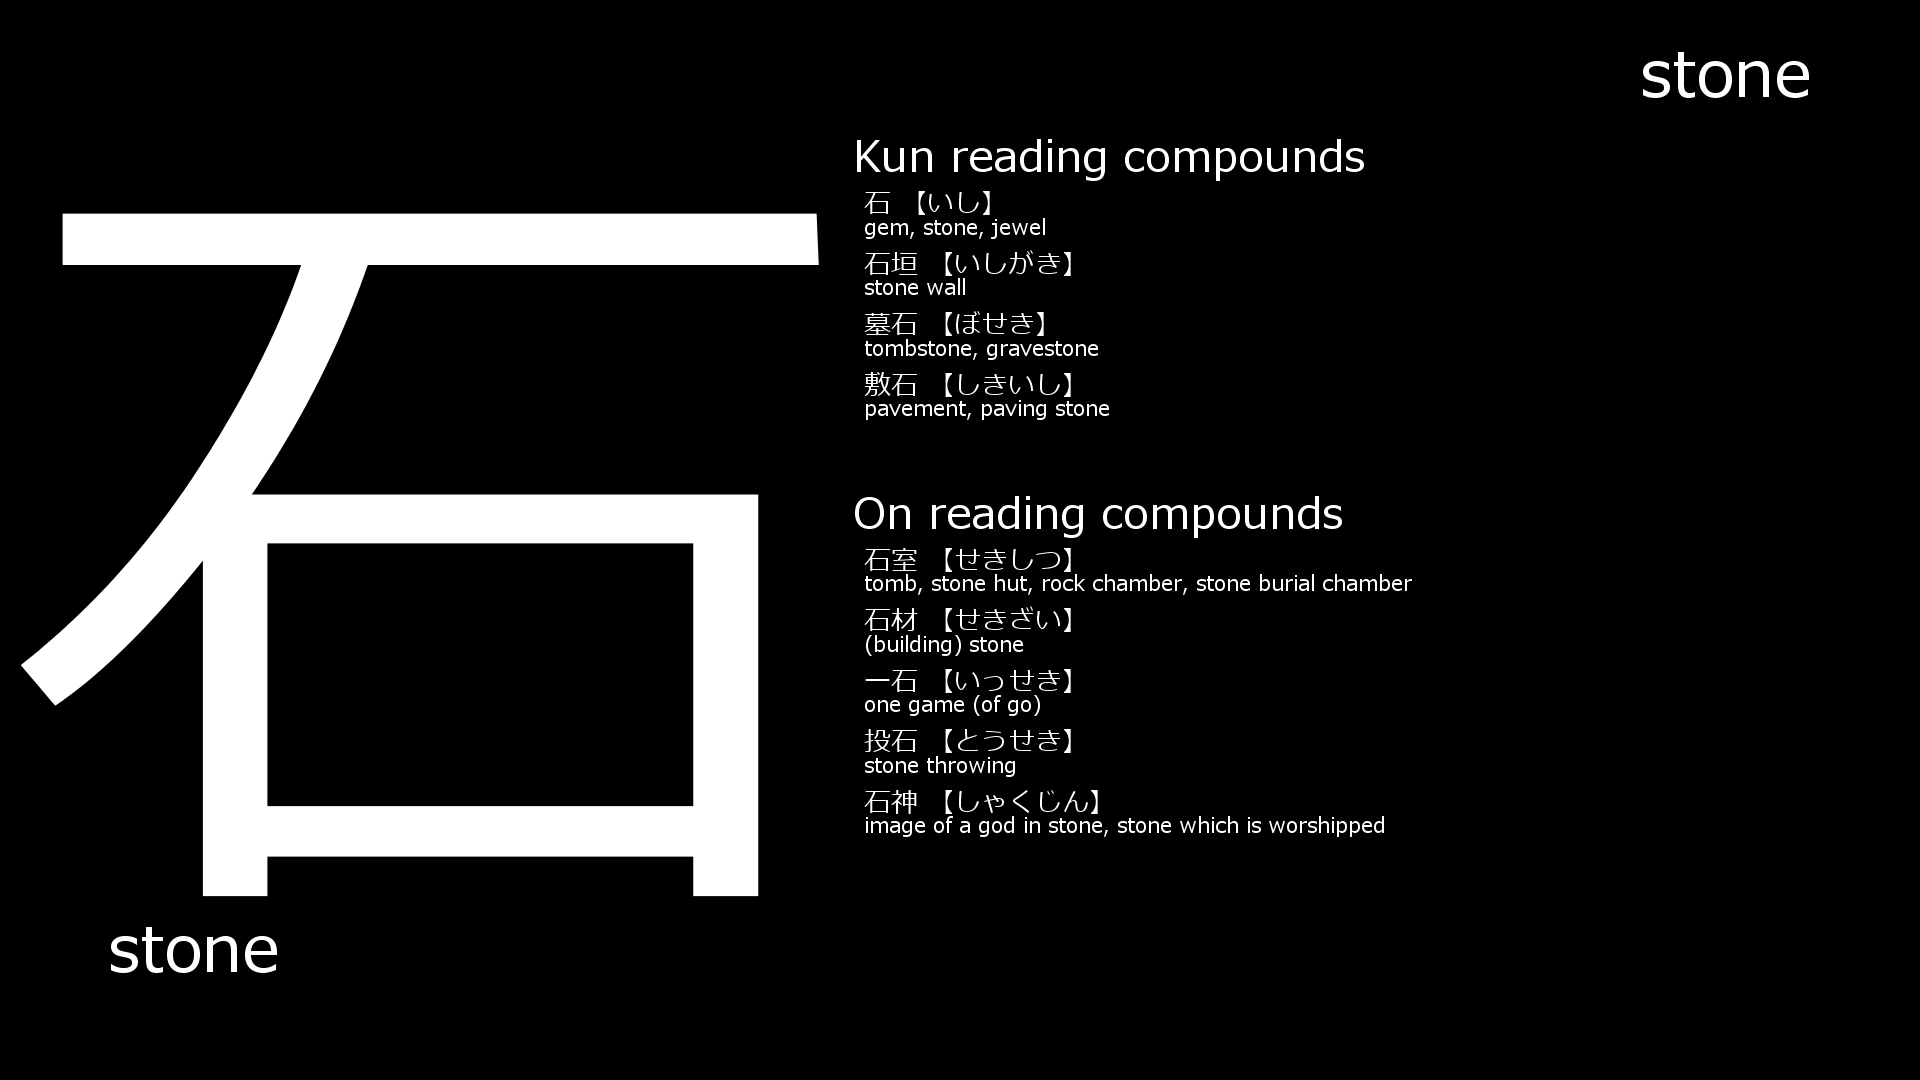 stone
石
stone
Kun reading compounds
石 【いし】
gem, stone, jewel
石垣 【いしがき】
stone wall
墓石 【ぼせき】
tombstone, gravestone
敷石 【しきいし】
pavement, paving stone
On reading compounds
石室 【せきしつ】
tomb, stone hut, rock chamber, stone burial chamber
石材 【せきざい】
(building) stone
一石 【いっせき】
one game (of go)
投石 【とうせき】
stone throwing
石神 【しゃくじん】
image of a god in stone, stone which is worshipped